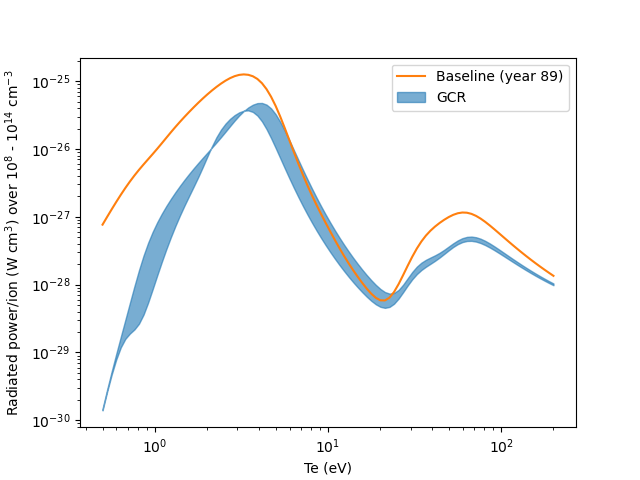 Baseline (year 89)
GCR
Radiated power/ion (W cm³) over 10⁸ - 10¹⁴ cm⁻³
10⁻²⁵
10⁻²⁶
10⁻²⁷
10⁻²⁸
10⁻²⁹
10⁻³⁰
10⁰
10¹
10²
Te (eV)